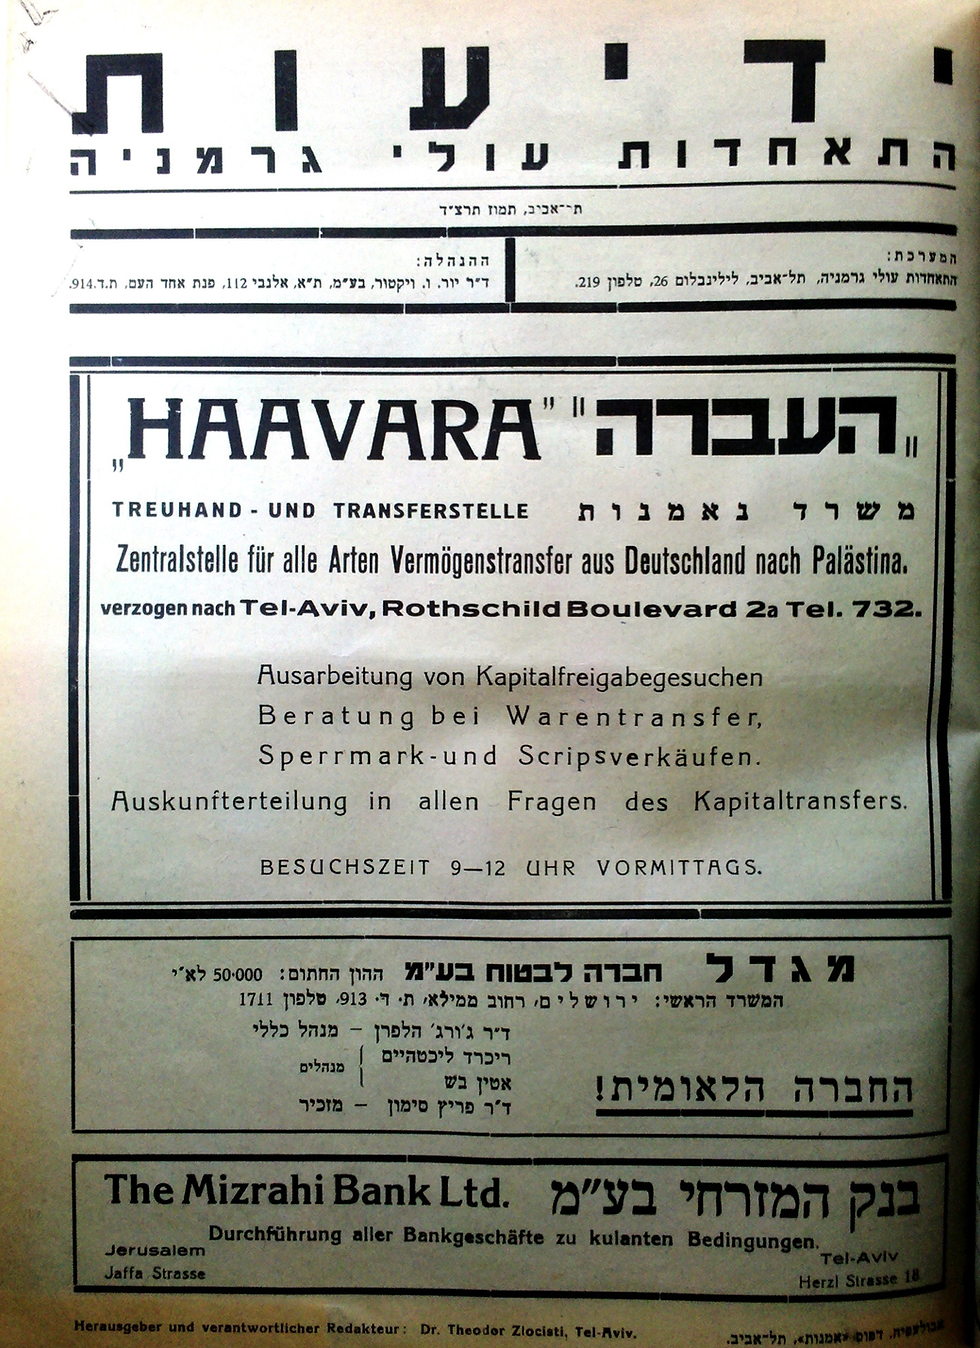 ידיעות
התאחדות עולי גרמניה
תל־אביב, תמוז תרצ״ד
המערכת:
התאחדות עולי גרמניה, תל־אביב, לילינבלום 26, טלפון 219.
ההנהלה:
ד״ר יור. ו. ויקטור, בע״מ, ת״א, אלנבי 112, פנת אחד העם, ת.ד. 914.
„HAAVARA” "העברה„
TREUHAND - UND TRANSFERSTELLE משרד נאמנות
Zentralstelle für alle Arten Vermögenstransfer aus Deutschland nach Palästina.
verzogen nach Tel-Aviv, Rothschild Boulevard 2a Tel. 732.
Ausarbeitung von Kapitalfreigabegesuchen
Beratung bei Warentransfer,
Sperrmark-und Scripsverkäufen.
Auskunfterteilung in allen Fragen des Kapitaltransfers.
BESUCHSZEIT 9—12 UHR VORMITTAGS.
מגדל חברה לבטוח בע״מ ההון החתום: 50·000 לא״י
המשרד הראשי: ירושלים, רחוב ממילא, ת· ד· 913, טלפון 1711
ד״ר ג׳ורג׳ הלפרן – מנהל כללי
ריכרד ליכטהיים
אטין בש
מנהלים
ד״ר פריץ סימון – מזכיר
החברה הלאומית!
The Mizrahi Bank Ltd. בנק המזרחי בע״מ
Durchführung aller Bankgeschäfte zu kulanten Bedingungen.
Jerusalem
Jaffa Strasse
Tel-Aviv
Herzl Strasse 18
Herausgeber und verantwortlicher Redakteur: Dr. Theodor Zlocisti, Tel-Aviv.
דפוס «אמנות», תל־אביב.